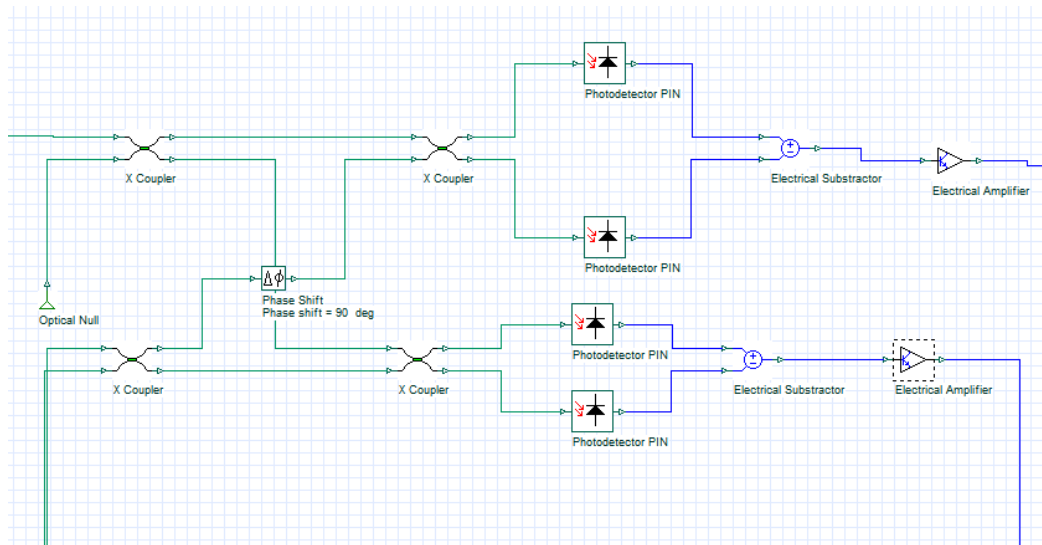 Photodetector PIN
X Coupler
X Coupler
Electrical Substractor
Electrical Amplifier
Photodetector PIN
Optical Null
Δϕ
Phase Shift
Phase shift = 90 deg
Photodetector PIN
X Coupler
X Coupler
Electrical Substractor
Electrical Amplifier
Photodetector PIN